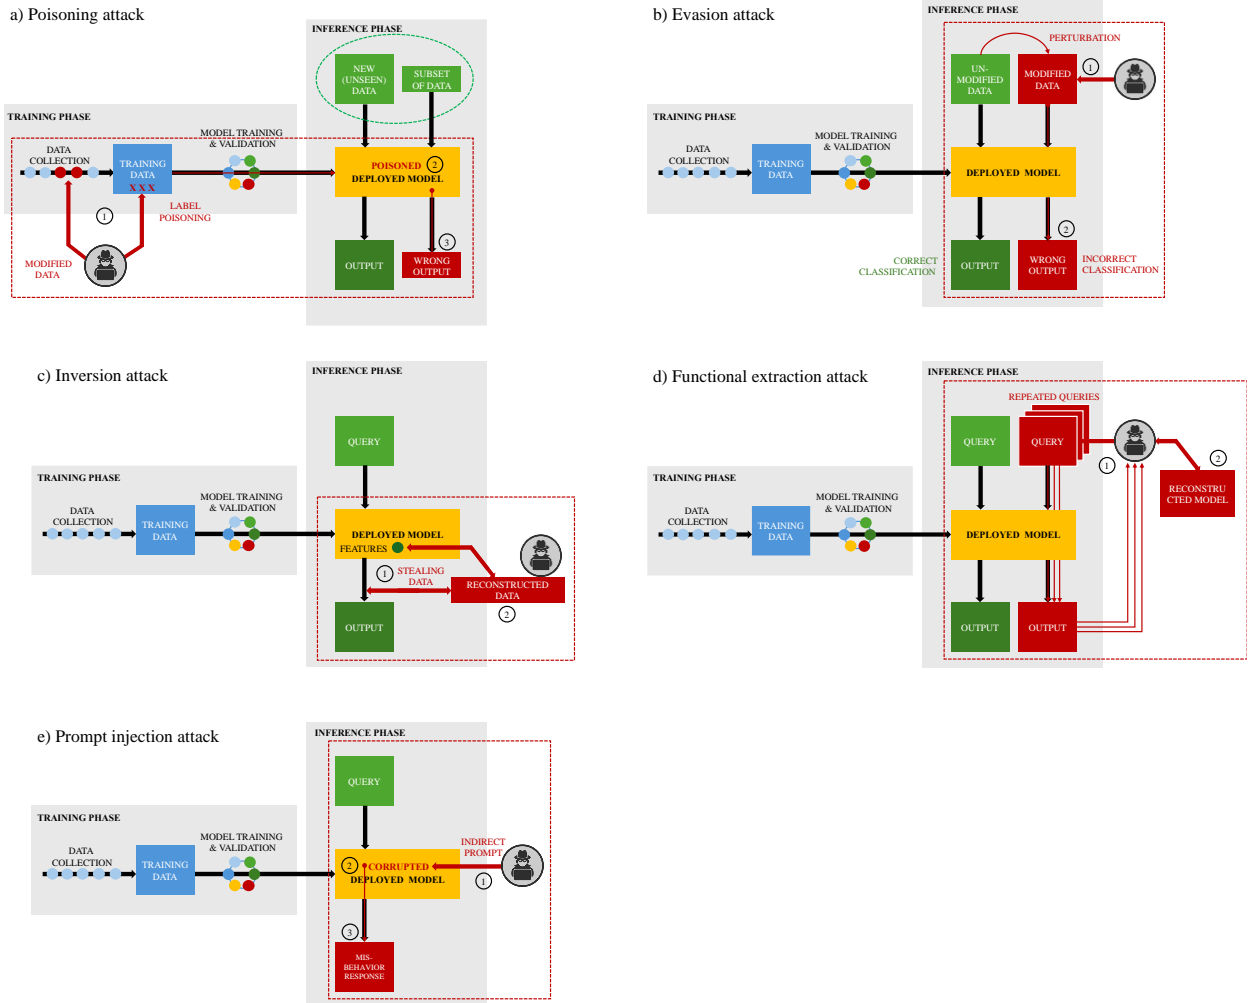 a) Poisoning attack
INFERENCE PHASE
NEW
(UNSEEN)
DATA
SUBSET
OF DATA
TRAINING PHASE
DATA
COLLECTION
TRAINING
DATA
X X X
MODEL TRAINING
& VALIDATION
POISONED
2
DEPLOYED MODEL
1
LABEL
POISONING
MODIFIED
DATA
3
OUTPUT
WRONG
OUTPUT
b) Evasion attack
INFERENCE PHASE
PERTURBATION
UN-
MODIFIED
DATA
MODIFIED
DATA
1
TRAINING PHASE
DATA
COLLECTION
TRAINING
DATA
MODEL TRAINING
& VALIDATION
DEPLOYED MODEL
2
CORRECT
CLASSIFICATION
OUTPUT
WRONG
OUTPUT
INCORRECT
CLASSIFICATION
c) Inversion attack
INFERENCE PHASE
QUERY
TRAINING PHASE
DATA
COLLECTION
TRAINING
DATA
MODEL TRAINING
& VALIDATION
DEPLOYED MODEL
FEATURES
1
STEALING
DATA
RECONSTRUCTED
DATA
2
OUTPUT
d) Functional extraction attack
INFERENCE PHASE
REPEATED QUERIES
QUERY
QUERY
1
2
RECONSTRU
CTED MODEL
TRAINING PHASE
DATA
COLLECTION
TRAINING
DATA
MODEL TRAINING
& VALIDATION
DEPLOYED MODEL
OUTPUT
OUTPUT
e) Prompt injection attack
INFERENCE PHASE
QUERY
TRAINING PHASE
DATA
COLLECTION
TRAINING
DATA
MODEL TRAINING
& VALIDATION
2
CORRUPTED
DEPLOYED MODEL
INDIRECT
PROMPT
1
3
MIS-
BEHAVIOR
RESPONSE